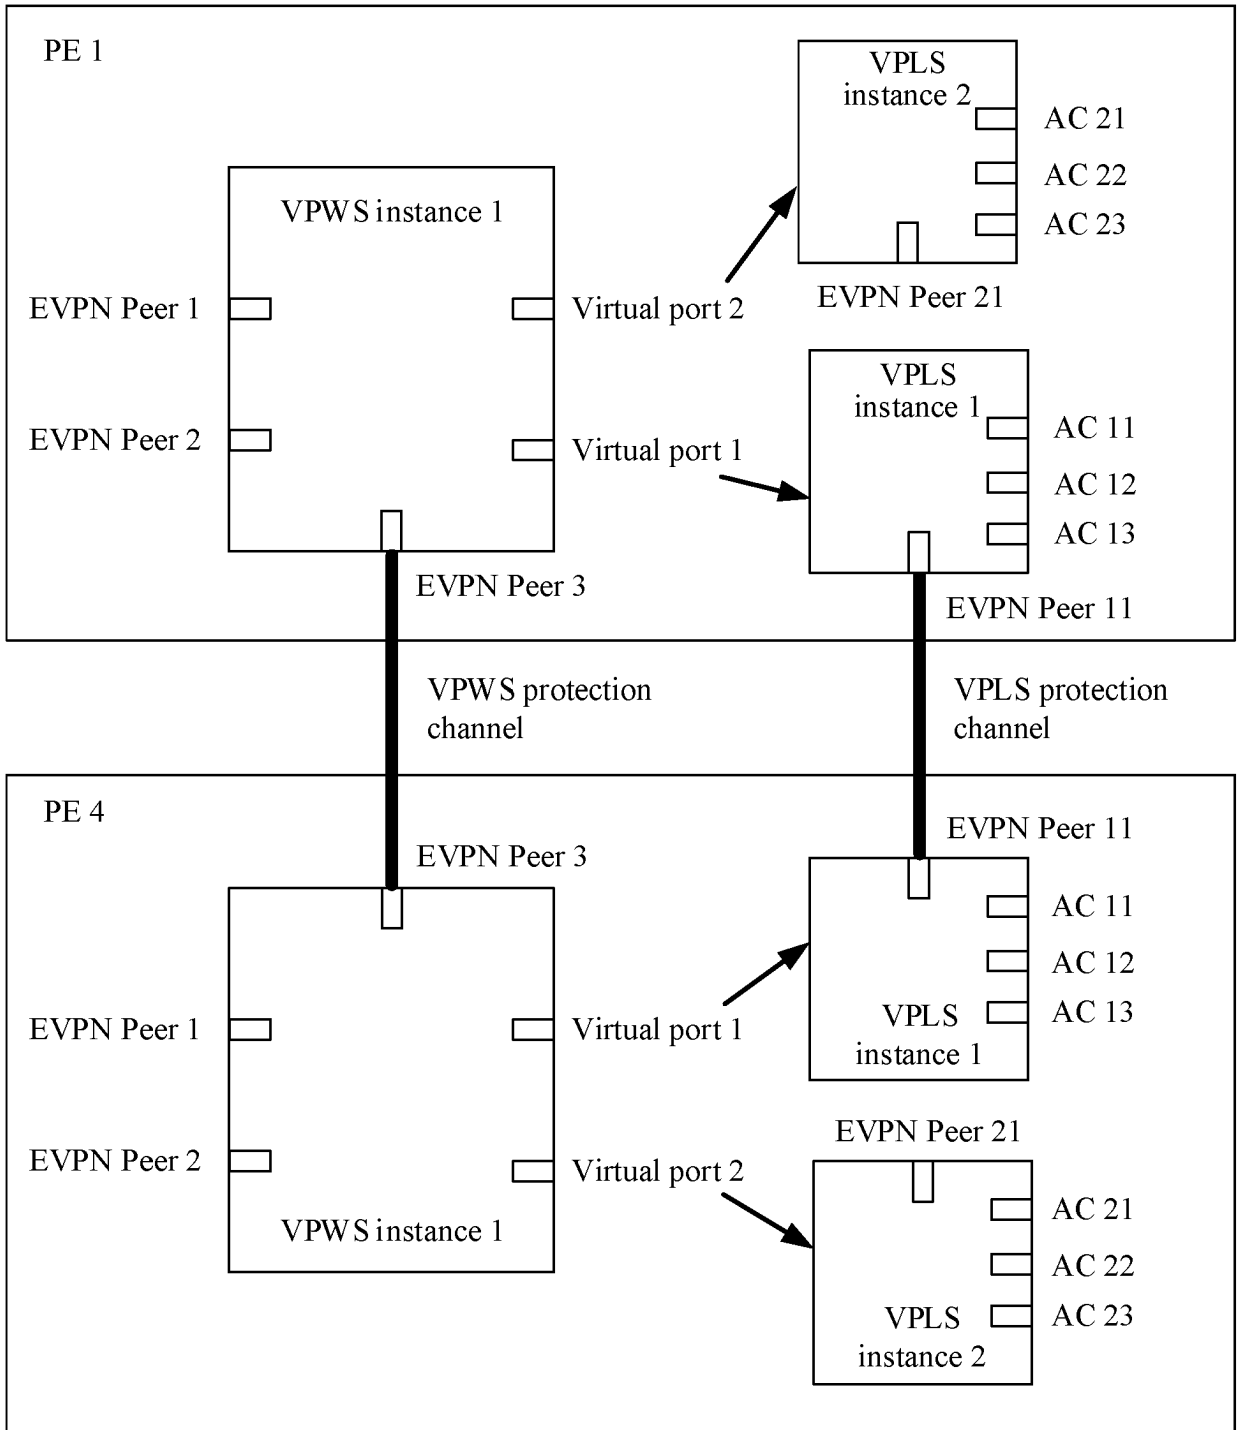 PE 1
VPLS
instance 2
AC 21
AC 22
AC 23
EVPN Peer 21
VPWS instance 1
EVPN Peer 1
Virtual port 2
EVPN Peer 2
Virtual port 1
VPLS
instance 1
AC 11
AC 12
AC 13
EVPN Peer 3
EVPN Peer 11
VPWS protection
channel
VPLS protection
channel
PE 4
EVPN Peer 3
EVPN Peer 11
AC 11
AC 12
AC 13
VPLS
instance 1
EVPN Peer 1
Virtual port 1
EVPN Peer 2
Virtual port 2
VPWS instance 1
EVPN Peer 21
AC 21
AC 22
AC 23
VPLS
instance 2